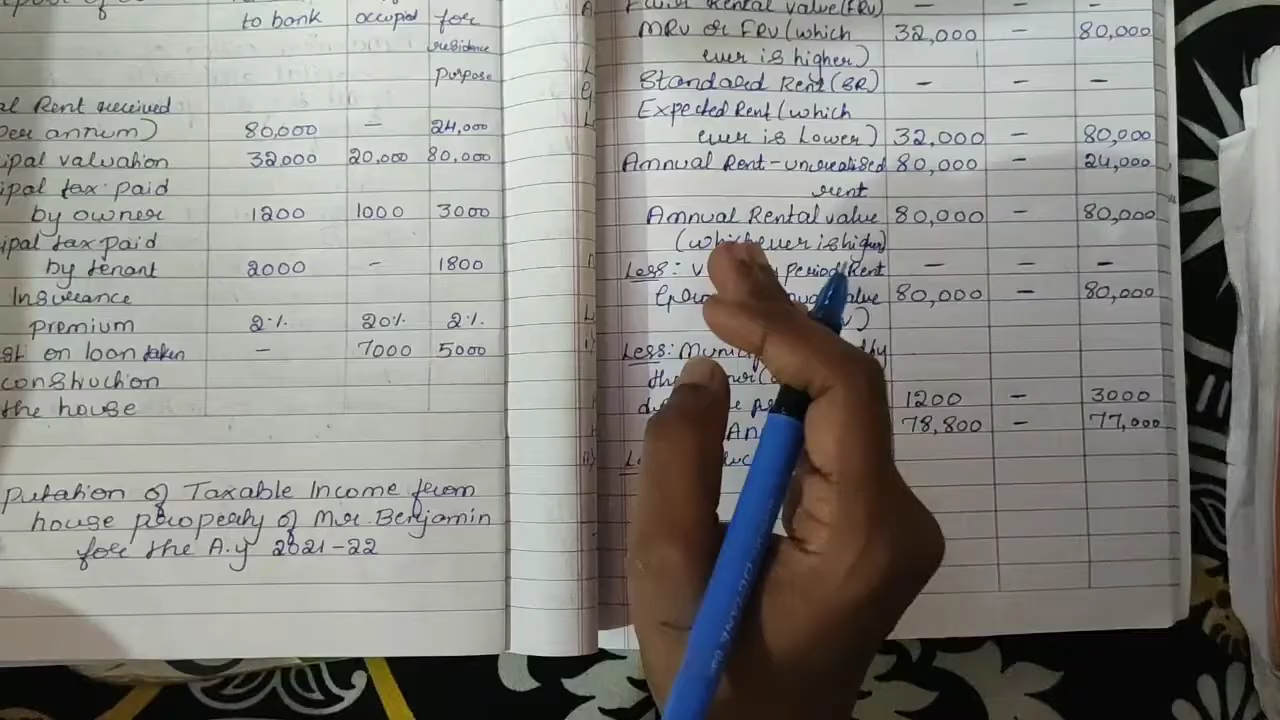 to bank occupied for
residence
purpose
al Rent received
per annum) 80,000 — 24,000
ipal valuation 32,000 20,000 80,000
ipal tax paid
by owner 1200 1000 3000
ipal tax paid
by tenant 2000 — 1800
Insurance
premium 2% 20% 2%
st on loan taken — 7000 5000
construction
the house
putation of Taxable Income from
house property of Mr. Benjamin
for the A.y 2021-22
Rental value (FRV) — —
MRV or FRV (which 32,000 — 80,000
ever is higher)
Standard Rent (SR) — — —
Expected Rent (which
ever is Lower) 32,000 — 80,000
Annual Rent - unrealised 80,000 — 24,000
rent
Annual Rental value 80,000 — 80,000
(whichever is higher)
Less: Period Rent — — —
value 80,000 — 80,000
Less:
1200 — 3000
78,800 — 77,000